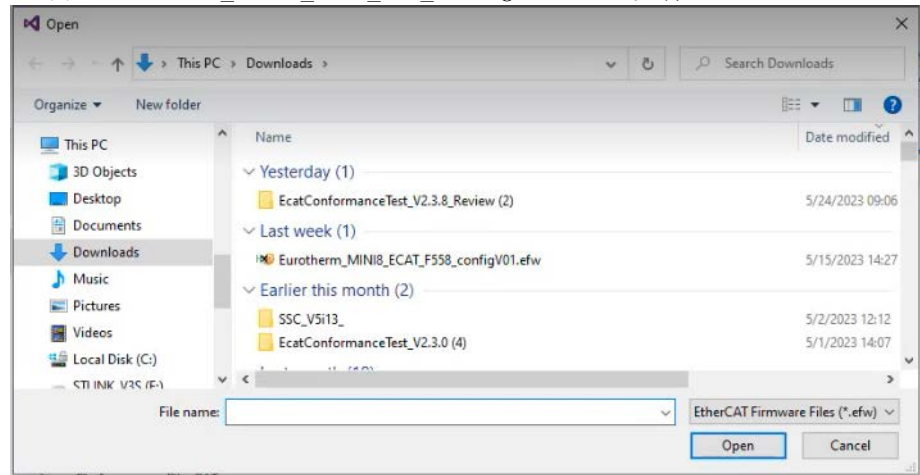 Open
This PC > Downloads >
Search Downloads
Organize
New folder
This PC
3D Objects
Desktop
Documents
Downloads
Music
Pictures
Videos
Local Disk (C:)
STLINK_V3S (F:)
Name
Date modified
Yesterday (1)
EcatConformanceTest_V2.3.8_Review (2)
5/24/2023 09:06
Last week (1)
Eurotherm_MINI8_ECAT_F558_configV01.efw
5/15/2023 14:27
Earlier this month (2)
SSC_V5i13_
5/2/2023 12:12
EcatConformanceTest_V2.3.0 (4)
5/1/2023 14:07
File name:
EtherCAT Firmware Files (*.efw)
Open
Cancel